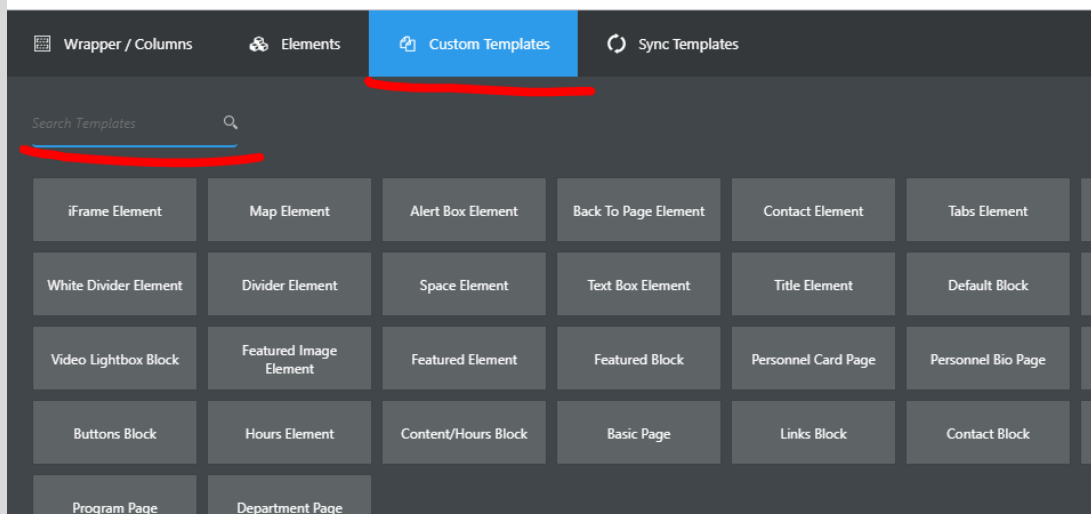 Wrapper / Columns
Elements
Custom Templates
Sync Templates
Search Templates
iFrame Element
Map Element
Alert Box Element
Back To Page Element
Contact Element
Tabs Element
White Divider Element
Divider Element
Space Element
Text Box Element
Title Element
Default Block
Video Lightbox Block
Featured Image
Element
Featured Element
Featured Block
Personnel Card Page
Personnel Bio Page
Buttons Block
Hours Element
Content/Hours Block
Basic Page
Links Block
Contact Block
Program Page
Department Page